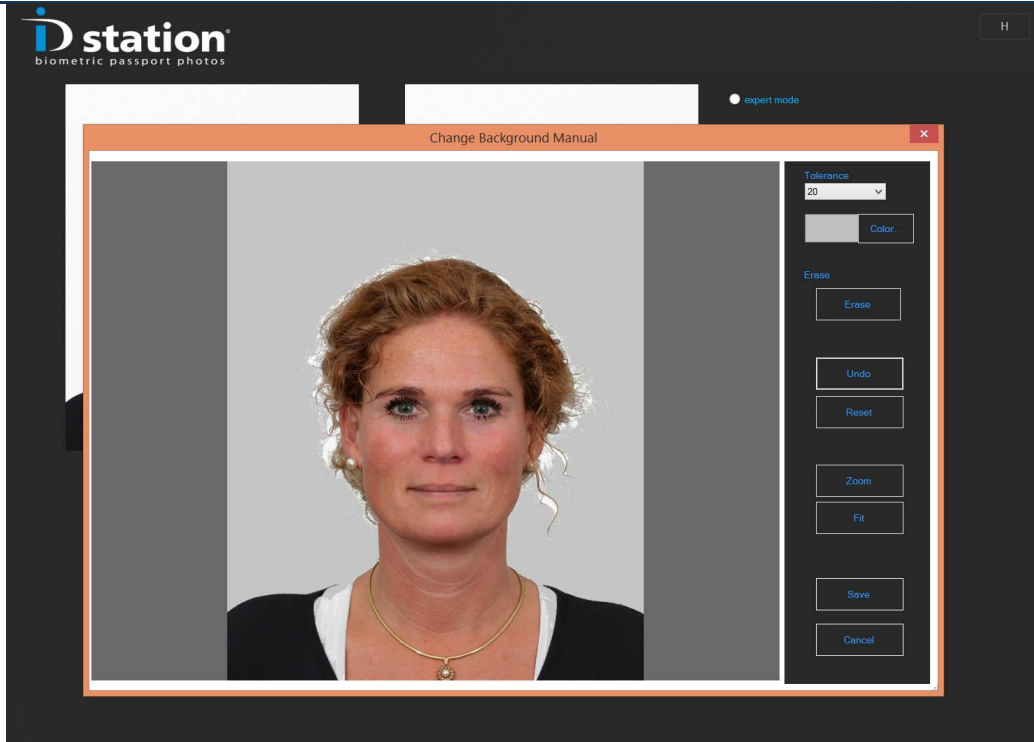 iD station®
biometric passport photos
H
expert mode
Change Background Manual
x
Tolerance
20
Color..
Erase
Erase
Undo
Reset
Zoom
Fit
Save
Cancel